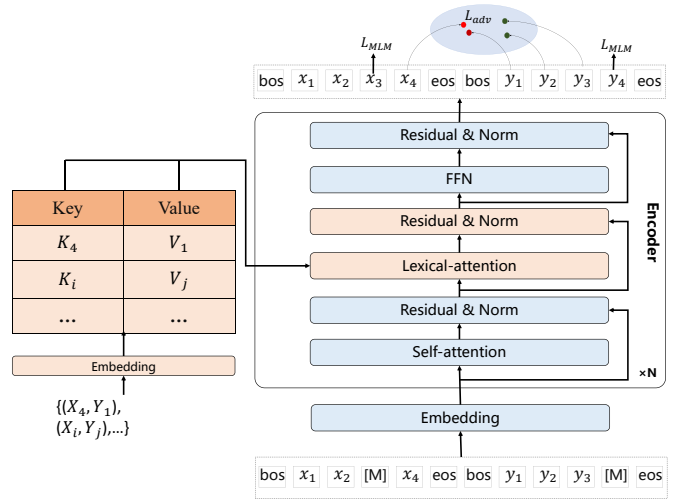 L_adv
L_MLM
L_MLM
bos x_1 x_2 x_3 x_4 eos bos y_1 y_2 y_3 y_4 eos
Residual & Norm
FFN
Residual & Norm
Lexical-attention
Residual & Norm
Self-attention
Encoder
×N
Key Value
K_4 V_1
K_i V_j
... ...
Embedding
{(X_4, Y_1),
(X_i, Y_j),...}
Embedding
bos x_1 x_2 [M] x_4 eos bos y_1 y_2 y_3 [M] eos